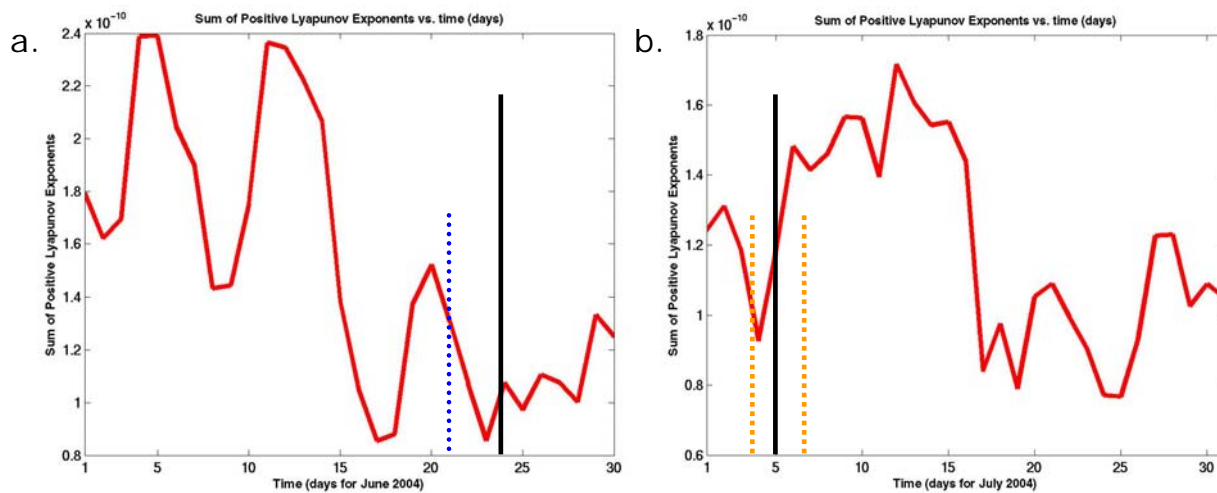 a.
Sum of Positive Lyapunov Exponents vs. time (days)
x 10⁻¹⁰
2.4
2.2
2
1.8
1.6
1.4
1.2
1
0.8
Sum of Positive Lyapunov Exponents
1 5 10 15 20 25 30
Time (days for June 2004)
b.
Sum of Positive Lyapunov Exponents vs. time (days)
x 10⁻¹⁰
1.8
1.6
1.4
1.2
1
0.8
0.6
Sum of Positive Lyapunov Exponents
1 5 10 15 20 25 30
Time (days for July 2004)